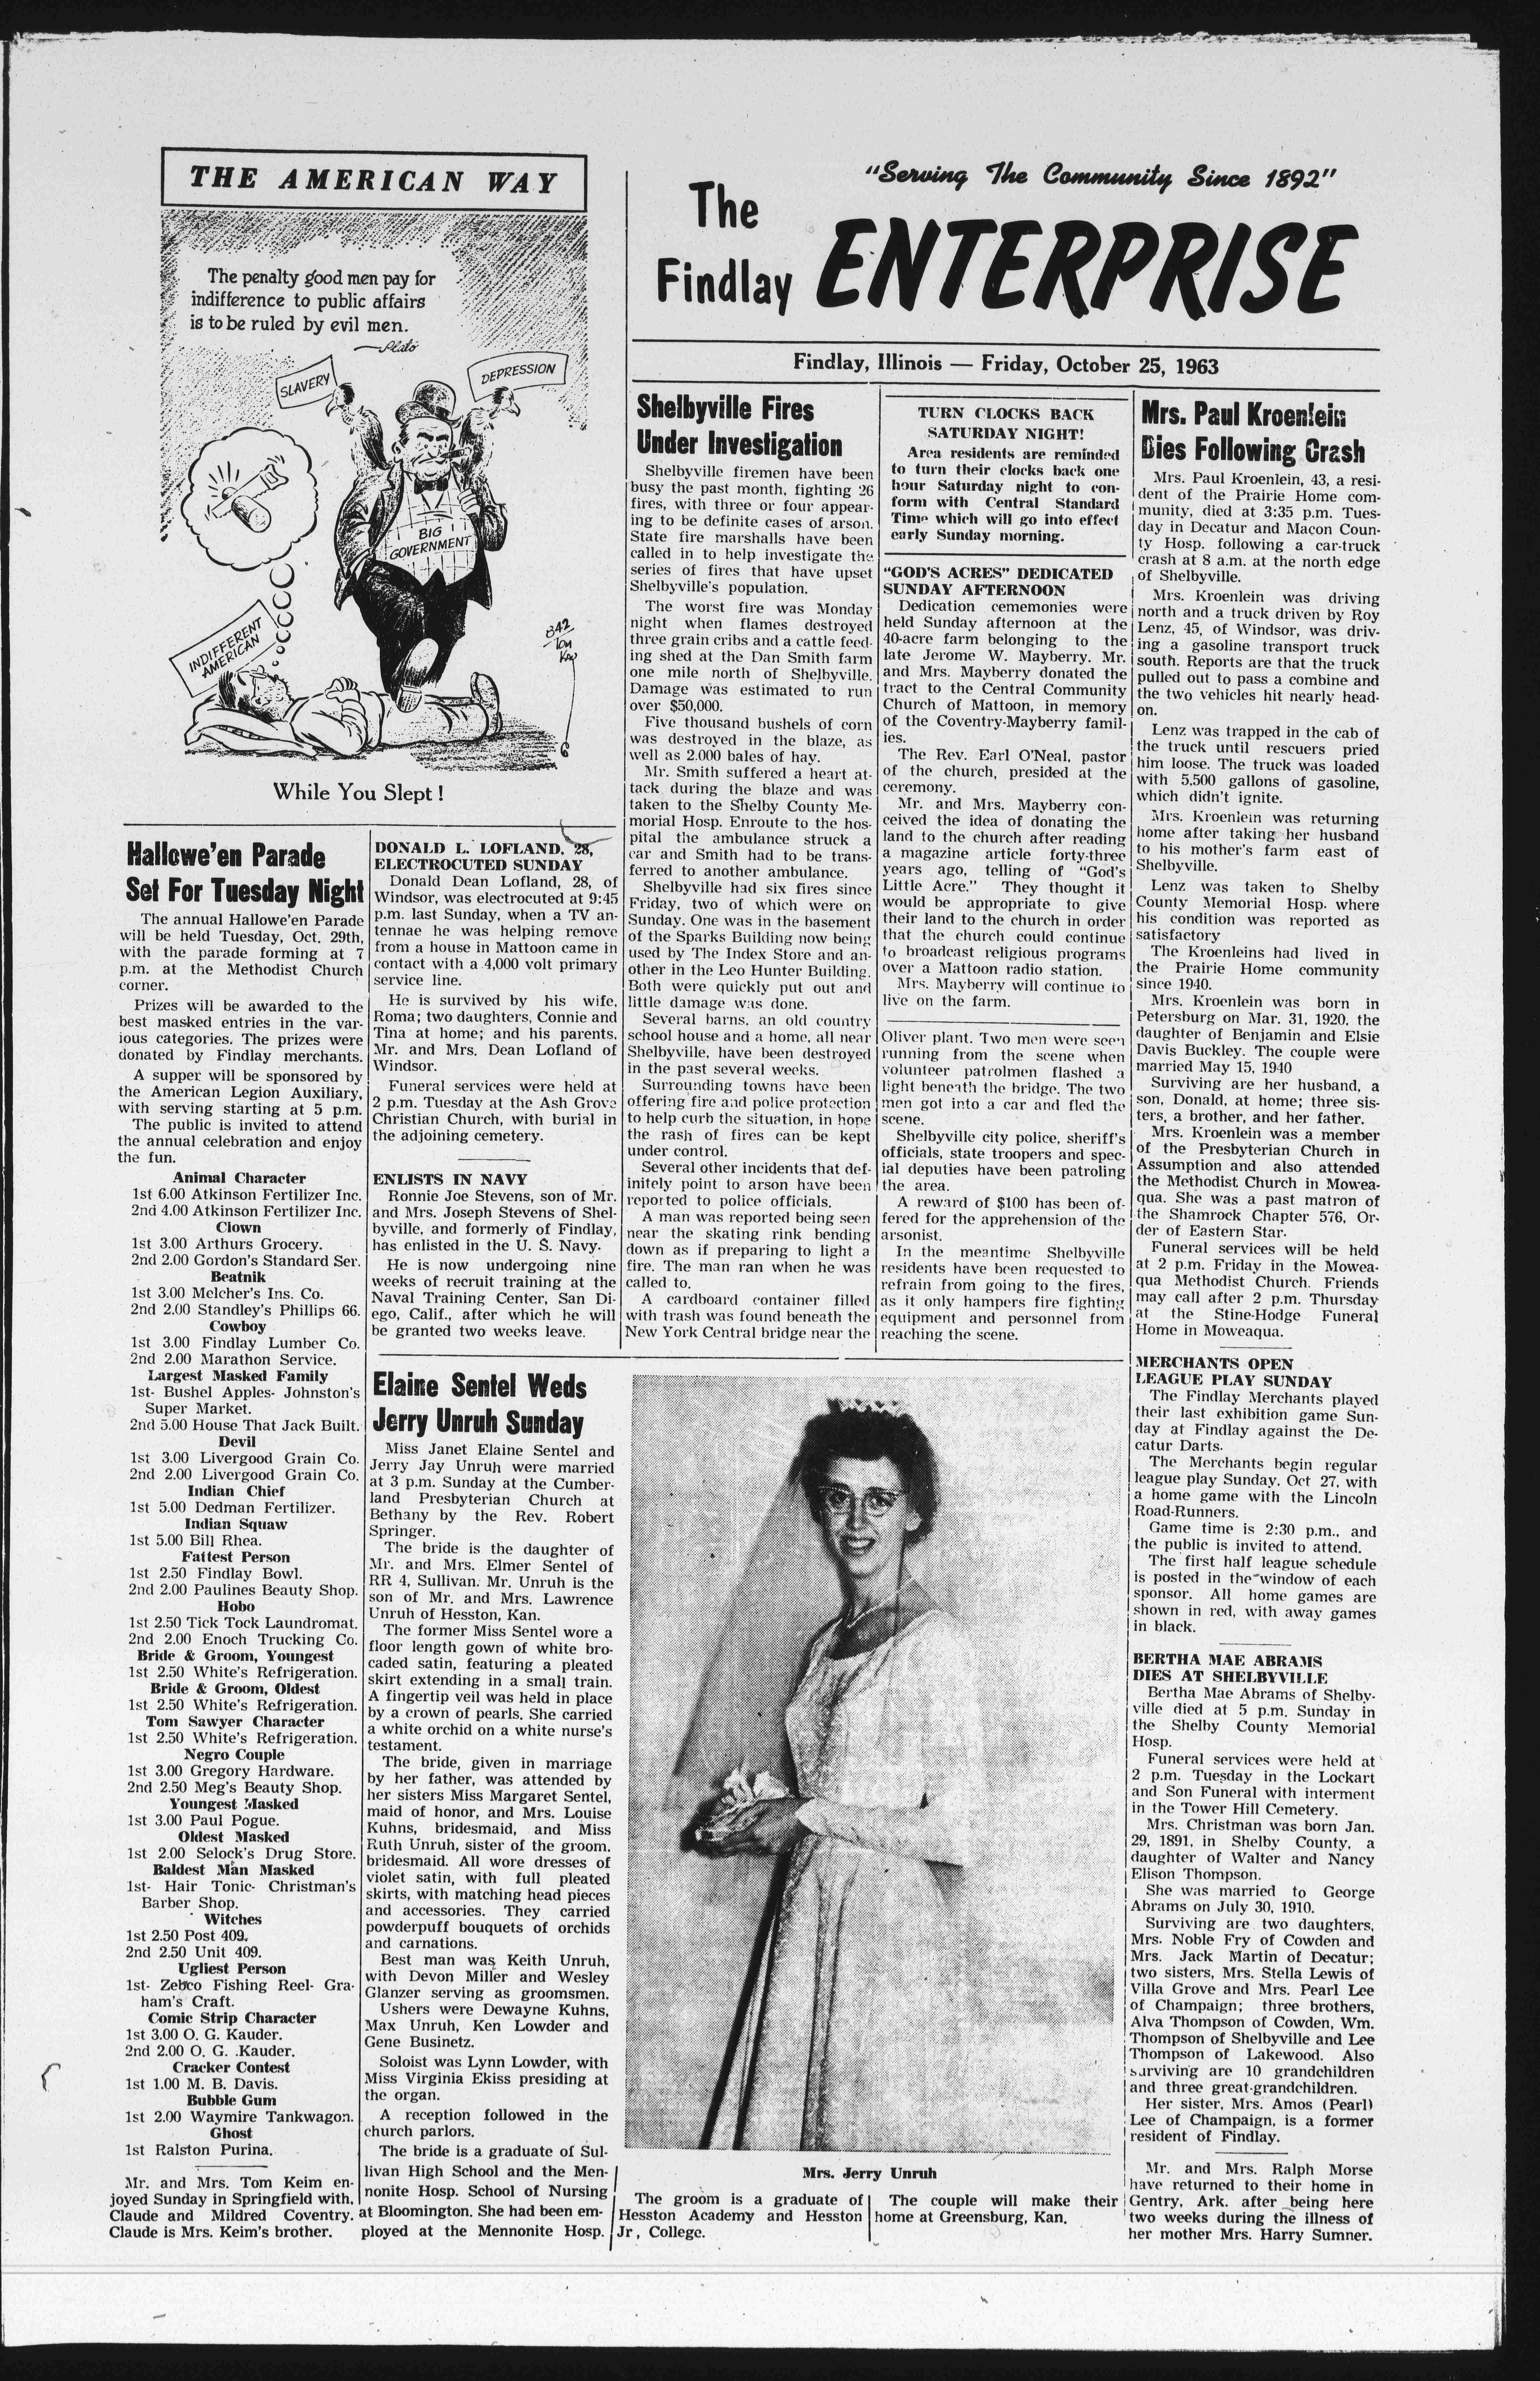 THE AMERICAN WAY
The penalty good men pay for
indifference to public affairs
is to be ruled by evil men.
—Plato
SLAVERY
DEPRESSION
BIG
GOVERNMENT
INDIFFERENT
AMERICAN
842
While You Slept!
"Serving The Community Since 1892"
The
Findlay
ENTERPRISE
Findlay, Illinois — Friday, October 25, 1963
Hallowe'en Parade
Set For Tuesday Night
The annual Hallowe'en Parade
will be held Tuesday, Oct. 29th,
with the parade forming at 7
p.m. at the Methodist Church
corner.
Prizes will be awarded to the
best masked entries in the var-
ious categories. The prizes were
donated by Findlay merchants.
A supper will be sponsored by
the American Legion Auxiliary,
with serving starting at 5 p.m.
The public is invited to attend
the annual celebration and enjoy
the fun.
Animal Character
1st 6.00 Atkinson Fertilizer Inc.
2nd 4.00 Atkinson Fertilizer Inc.
Clown
1st 3.00 Arthurs Grocery.
2nd 2.00 Gordon's Standard Ser.
Beatnik
1st 3.00 Melcher's Ins. Co.
2nd 2.00 Standley's Phillips 66.
Cowboy
1st 3.00 Findlay Lumber Co.
2nd 2.00 Marathon Service.
Largest Masked Family
1st- Bushel Apples- Johnston's
Super Market.
2nd 5.00 House That Jack Built.
Devil
1st 3.00 Livergood Grain Co.
2nd 2.00 Livergood Grain Co.
Indian Chief
1st 5.00 Dedman Fertilizer.
Indian Squaw
1st 5.00 Bill Rhea.
Fattest Person
1st 2.50 Findlay Bowl.
2nd 2.00 Paulines Beauty Shop.
Hobo
1st 2.50 Tick Tock Laundromat.
2nd 2.00 Enoch Trucking Co.
Bride & Groom, Youngest
1st 2.50 White's Refrigeration.
Bride & Groom, Oldest
1st 2.50 White's Refrigeration.
Tom Sawyer Character
1st 2.50 White's Refrigeration.
Negro Couple
1st 3.00 Gregory Hardware.
2nd 2.50 Meg's Beauty Shop.
Youngest Masked
1st 3.00 Paul Pogue.
Oldest Masked
1st 2.00 Selock's Drug Store.
Baldest Man Masked
1st- Hair Tonic- Christman's
Barber Shop.
Witches
1st 2.50 Post 409.
2nd 2.50 Unit 409.
Ugliest Person
1st- Zebco Fishing Reel- Gra-
ham's Craft.
Comic Strip Character
1st 3.00 O. G. Kauder.
2nd 2.00 O. G. .Kauder.
Cracker Contest
1st 1.00 M. B. Davis.
Bubble Gum
1st 2.00 Waymire Tankwagon.
Ghost
1st Ralston Purina.
Mr. and Mrs. Tom Keim en-
joyed Sunday in Springfield with,
Claude and Mildred Coventry.
Claude is Mrs. Keim's brother.
DONALD L. LOFLAND, 28,
ELECTROCUTED SUNDAY
Donald Dean Lofland, 28, of
Windsor, was electrocuted at 9:45
p.m. last Sunday, when a TV an-
tennae he was helping remove
from a house in Mattoon came in
contact with a 4,000 volt primary
service line.
He is survived by his wife,
Roma; two daughters, Connie and
Tina at home; and his parents,
Mr. and Mrs. Dean Lofland of
Windsor.
Funeral services were held at
2 p.m. Tuesday at the Ash Grove
Christian Church, with burial in
the adjoining cemetery.
ENLISTS IN NAVY
Ronnie Joe Stevens, son of Mr.
and Mrs. Joseph Stevens of Shel-
byville, and formerly of Findlay,
has enlisted in the U. S. Navy.
He is now undergoing nine
weeks of recruit training at the
Naval Training Center, San Di-
ego, Calif., after which he will
be granted two weeks leave.
Elaine Sentel Weds
Jerry Unruh Sunday
Miss Janet Elaine Sentel and
Jerry Jay Unruh were married
at 3 p.m. Sunday at the Cumber-
land Presbyterian Church at
Bethany by the Rev. Robert
Springer.
The bride is the daughter of
Mr. and Mrs. Elmer Sentel of
RR 4, Sullivan. Mr. Unruh is the
son of Mr. and Mrs. Lawrence
Unruh of Hesston, Kan.
The former Miss Sentel wore a
floor length gown of white bro-
caded satin, featuring a pleated
skirt extending in a small train.
A fingertip veil was held in place
by a crown of pearls. She carried
a white orchid on a white nurse's
testament.
The bride, given in marriage
by her father, was attended by
her sisters Miss Margaret Sentel,
maid of honor, and Mrs. Louise
Kuhns, bridesmaid, and Miss
Ruth Unruh, sister of the groom,
bridesmaid. All wore dresses of
violet satin, with full pleated
skirts, with matching head pieces
and accessories. They carried
powderpuff bouquets of orchids
and carnations.
Best man was Keith Unruh,
with Devon Miller and Wesley
Glanzer serving as groomsmen.
Ushers were Dewayne Kuhns,
Max Unruh, Ken Lowder and
Gene Businetz.
Soloist was Lynn Lowder, with
Miss Virginia Ekiss presiding at
the organ.
A reception followed in the
church parlors.
The bride is a graduate of Sul-
livan High School and the Men-
nonite Hosp. School of Nursing
at Bloomington. She had been em-
ployed at the Mennonite Hosp.
Mrs. Jerry Unruh
The groom is a graduate of
Hesston Academy and Hesston
Jr, College.
The couple will make their
home at Greensburg, Kan.
Shelbyville Fires
Under Investigation
Shelbyville firemen have been
busy the past month, fighting 26
fires, with three or four appear-
ing to be definite cases of arson.
State fire marshalls have been
called in to help investigate the
series of fires that have upset
Shelbyville's population.
The worst fire was Monday
night when flames destroyed
three grain cribs and a cattle feed-
ing shed at the Dan Smith farm
one mile north of Shelbyville.
Damage was estimated to run
over $50,000.
Five thousand bushels of corn
was destroyed in the blaze, as
well as 2,000 bales of hay.
Mr. Smith suffered a heart at-
tack during the blaze and was
taken to the Shelby County Me-
morial Hosp. Enroute to the hos-
pital the ambulance struck a
car and Smith had to be trans-
ferred to another ambulance.
Shelbyville had six fires since
Friday, two of which were on
Sunday. One was in the basement
of the Sparks Building now being
used by The Index Store and an-
other in the Leo Hunter Building.
Both were quickly put out and
little damage was done.
Several barns, an old country
school house and a home, all near
Shelbyville, have been destroyed
in the past several weeks.
Surrounding towns have been
offering fire and police protection
to help curb the situation, in hope
the rash of fires can be kept
under control.
Several other incidents that def-
initely point to arson have been
reported to police officials.
A man was reported being seen
near the skating rink bending
down as if preparing to light a
fire. The man ran when he was
called to.
A cardboard container filled
with trash was found beneath the
New York Central bridge near the
TURN CLOCKS BACK
SATURDAY NIGHT!
Area residents are reminded
to turn their clocks back one
hour Saturday night to con-
form with Central Standard
Time which will go into effect
early Sunday morning.
"GOD'S ACRES" DEDICATED
SUNDAY AFTERNOON
Dedication cememonies were
held Sunday afternoon at the
40-acre farm belonging to the
late Jerome W. Mayberry. Mr.
and Mrs. Mayberry donated the
tract to the Central Community
Church of Mattoon, in memory
of the Coventry-Mayberry famil-
ies.
The Rev. Earl O'Neal, pastor
of the church, presided at the
ceremony.
Mr. and Mrs. Mayberry con-
ceived the idea of donating the
land to the church after reading
a magazine article forty-three
years ago, telling of "God's
Little Acre." They thought it
would be appropriate to give
their land to the church in order
that the church could continue
to broadcast religious programs
over a Mattoon radio station.
Mrs. Mayberry will continue to
live on the farm.
Oliver plant. Two men were seen
running from the scene when
volunteer patrolmen flashed a
light beneath the bridge. The two
men got into a car and fled the
scene.
Shelbyville city police, sheriff's
officials, state troopers and spec-
ial deputies have been patroling
the area.
A reward of $100 has been of-
fered for the apprehension of the
arsonist.
In the meantime Shelbyville
residents have been requested to
refrain from going to the fires,
as it only hampers fire fighting
equipment and personnel from
reaching the scene.
Mrs. Paul Kroenlein
Dies Following Crash
Mrs. Paul Kroenlein, 43, a resi-
dent of the Prairie Home com-
munity, died at 3:35 p.m. Tues-
day in Decatur and Macon Coun-
ty Hosp. following a car-truck
crash at 8 a.m. at the north edge
of Shelbyville.
Mrs. Kroenlein was driving
north and a truck driven by Roy
Lenz, 45, of Windsor, was driv-
ing a gasoline transport truck
south. Reports are that the truck
pulled out to pass a combine and
the two vehicles hit nearly head-
on.
Lenz was trapped in the cab of
the truck until rescuers pried
him loose. The truck was loaded
with 5,500 gallons of gasoline,
which didn't ignite.
Mrs. Kroenlein was returning
home after taking her husband
to his mother's farm east of
Shelbyville.
Lenz was taken to Shelby
County Memorial Hosp. where
his condition was reported as
satisfactory
The Kroenleins had lived in
the Prairie Home community
since 1940.
Mrs. Kroenlein was born in
Petersburg on Mar. 31, 1920, the
daughter of Benjamin and Elsie
Davis Buckley. The couple were
married May 15, 1940
Surviving are her husband, a
son, Donald, at home; three sis-
ters, a brother, and her father.
Mrs. Kroenlein was a member
of the Presbyterian Church in
Assumption and also attended
the Methodist Church in Mowea-
qua. She was a past matron of
the Shamrock Chapter 576, Or-
der of Eastern Star.
Funeral services will be held
at 2 p.m. Friday in the Mowea-
qua Methodist Church. Friends
may call after 2 p.m. Thursday
at the Stine-Hodge Funeral
Home in Moweaqua.
MERCHANTS OPEN
LEAGUE PLAY SUNDAY
The Findlay Merchants played
their last exhibition game Sun-
day at Findlay against the De-
catur Darts.
The Merchants begin regular
league play Sunday, Oct 27, with
a home game with the Lincoln
Road-Runners.
Game time is 2:30 p.m., and
the public is invited to attend.
The first half league schedule
is posted in the window of each
sponsor. All home games are
shown in red, with away games
in black.
BERTHA MAE ABRAMS
DIES AT SHELBYVILLE
Bertha Mae Abrams of Shelby-
ville died at 5 p.m. Sunday in
the Shelby County Memorial
Hosp.
Funeral services were held at
2 p.m. Tuesday in the Lockart
and Son Funeral with interment
in the Tower Hill Cemetery.
Mrs. Christman was born Jan.
29, 1891, in Shelby County, a
daughter of Walter and Nancy
Elison Thompson.
She was married to George
Abrams on July 30, 1910.
Surviving are two daughters,
Mrs. Noble Fry of Cowden and
Mrs. Jack Martin of Decatur;
two sisters, Mrs. Stella Lewis of
Villa Grove and Mrs. Pearl Lee
of Champaign; three brothers,
Alva Thompson of Cowden, Wm.
Thompson of Shelbyville and Lee
Thompson of Lakewood. Also
surviving are 10 grandchildren
and three great-grandchildren.
Her sister, Mrs. Amos (Pearl)
Lee of Champaign, is a former
resident of Findlay.
Mr. and Mrs. Ralph Morse
have returned to their home in
Gentry, Ark. after being here
two weeks during the illness of
her mother Mrs. Harry Sumner.